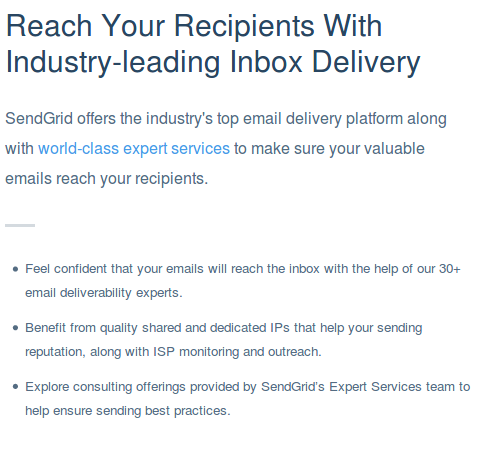 Reach Your Recipients With
Industry-leading Inbox Delivery
SendGrid offers the industry's top email delivery platform along
with world-class expert services to make sure your valuable
emails reach your recipients.
• Feel confident that your emails will reach the inbox with the help of our 30+
email deliverability experts.
• Benefit from quality shared and dedicated IPs that help your sending
reputation, along with ISP monitoring and outreach.
• Explore consulting offerings provided by SendGrid's Expert Services team to
help ensure sending best practices.